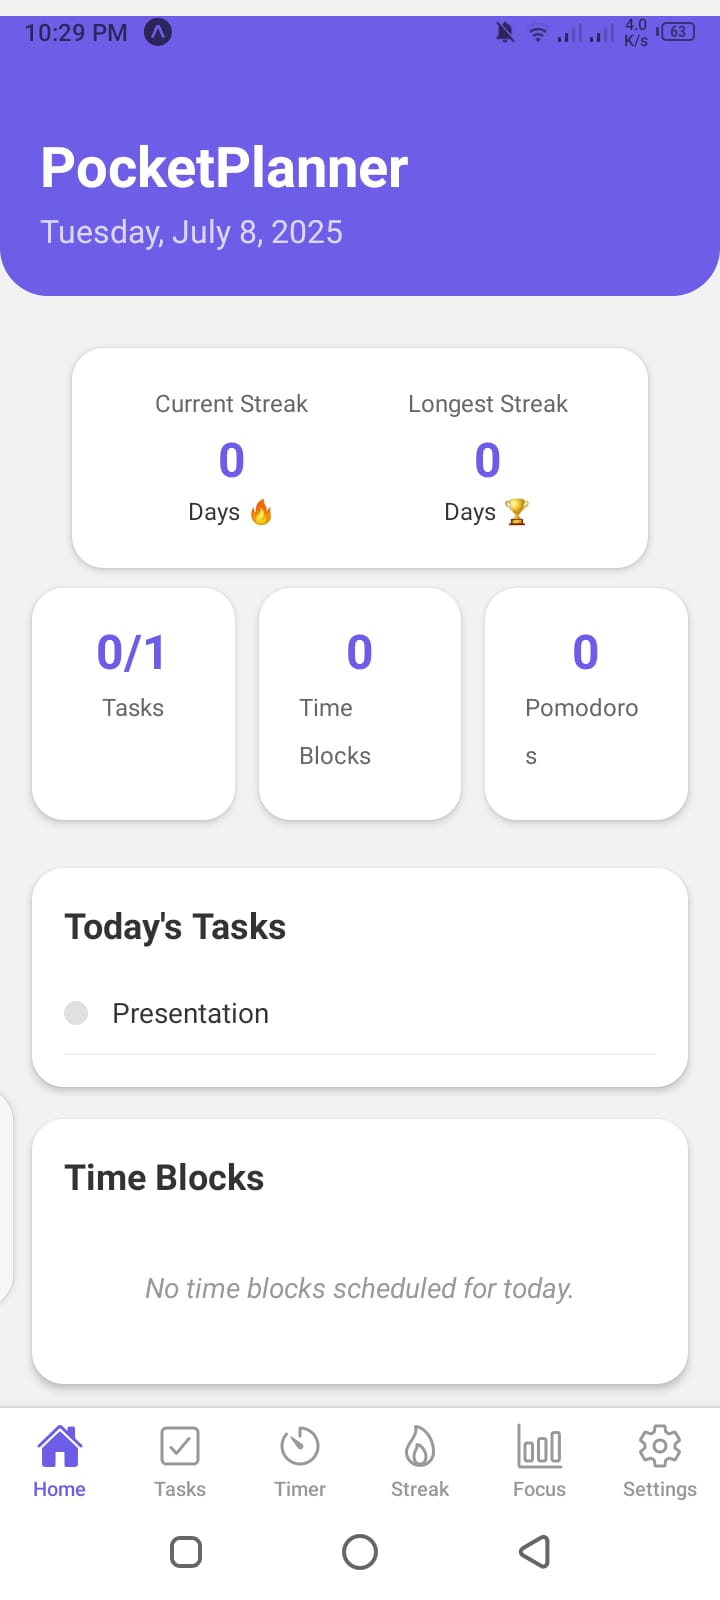 10:29 PM
4.0
K/s
63
PocketPlanner
Tuesday, July 8, 2025
Current Streak Longest Streak
0 0
Days 🔥 Days 🏆
0/1 0 0
Tasks Time Pomodoro
Blocks s
Today's Tasks
Presentation
Time Blocks
No time blocks scheduled for today.
Home Tasks Timer Streak Focus Settings